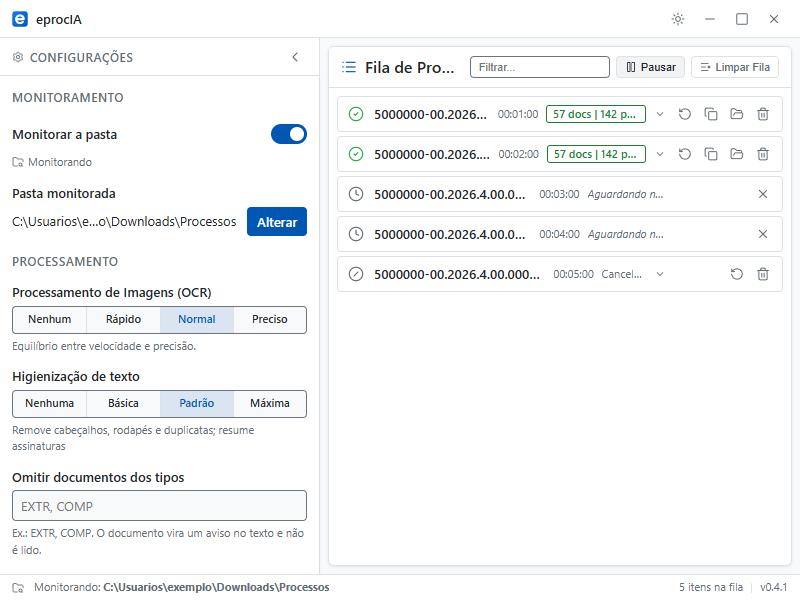 eprocIA
CONFIGURAÇÕES
MONITORAMENTO
Monitorar a pasta
Monitorando
Pasta monitorada
C:\Usuarios\e...o\Downloads\Processos
Alterar
PROCESSAMENTO
Processamento de Imagens (OCR)
Nenhum Rápido Normal Preciso
Equilíbrio entre velocidade e precisão.
Higienização de texto
Nenhuma Básica Padrão Máxima
Remove cabeçalhos, rodapés e duplicatas; resume
assinaturas
Omitir documentos dos tipos
EXTR, COMP
Ex.: EXTR, COMP. O documento vira um aviso no texto e não
é lido.
Fila de Pro... Filtrar... Pausar Limpar Fila
5000000-00.2026... 00:01:00 57 docs | 142 p...
5000000-00.2026.... 00:02:00 57 docs | 142 p...
5000000-00.2026.4.00.0... 00:03:00 Aguardando n...
5000000-00.2026.4.00.0... 00:04:00 Aguardando n...
5000000-00.2026.4.00.000... 00:05:00 Cancel...
Monitorando: C:\Usuarios\exemplo\Downloads\Processos
5 itens na fila v0.4.1